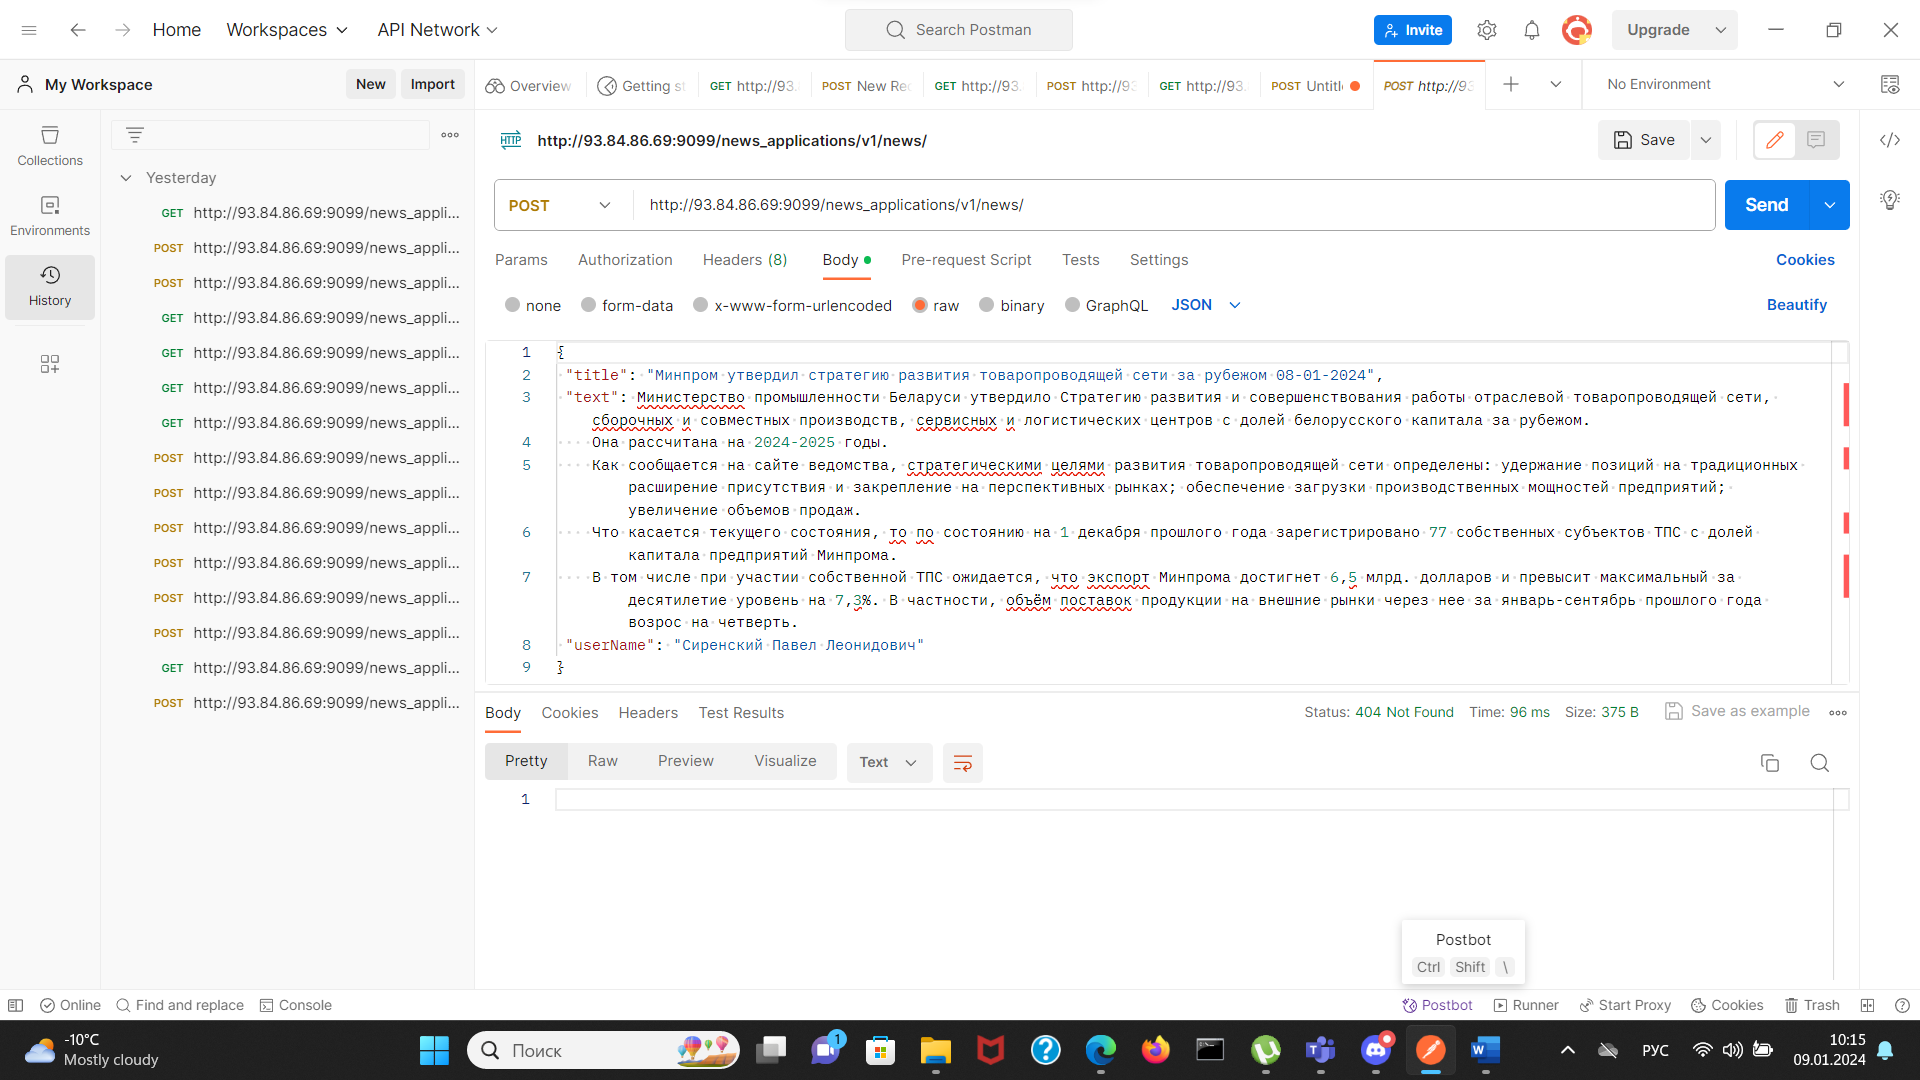 Home
Workspaces
API Network
Search Postman
Invite
Upgrade
My Workspace
New
Import
Overview
Getting st
GET http://93.
POST New Re
GET http://93.
POST http://93
GET http://93.
POST Untitl
POST http://93
No Environment
Collections
Environments
History
Yesterday
GET http://93.84.86.69:9099/news_appli...
POST http://93.84.86.69:9099/news_appli...
POST http://93.84.86.69:9099/news_appli...
GET http://93.84.86.69:9099/news_appli...
GET http://93.84.86.69:9099/news_appli...
GET http://93.84.86.69:9099/news_appli...
GET http://93.84.86.69:9099/news_appli...
POST http://93.84.86.69:9099/news_appli...
POST http://93.84.86.69:9099/news_appli...
POST http://93.84.86.69:9099/news_appli...
POST http://93.84.86.69:9099/news_appli...
POST http://93.84.86.69:9099/news_appli...
POST http://93.84.86.69:9099/news_appli...
GET http://93.84.86.69:9099/news_appli...
POST http://93.84.86.69:9099/news_appli...
HTTP http://93.84.86.69:9099/news_applications/v1/news/
Save
POST http://93.84.86.69:9099/news_applications/v1/news/
Send
Params Authorization Headers (8) Body Pre-request Script Tests Settings
Cookies
none form-data x-www-form-urlencoded raw binary GraphQL JSON
Beautify
1 {
2 "title": "Минпром утвердил стратегию развития товаропроводящей сети за рубежом 08-01-2024",
3 "text": Министерство промышленности Беларуси утвердило Стратегию развития и совершенствования работы отраслевой товаропроводящей сети,
сборочных и совместных производств, сервисных и логистических центров с долей белорусского капитала за рубежом.
4 Она рассчитана на 2024-2025 годы.
5 Как сообщается на сайте ведомства, стратегическими целями развития товаропроводящей сети определены: удержание позиций на традиционных
расширение присутствия и закрепление на перспективных рынках; обеспечение загрузки производственных мощностей предприятий;
увеличение объемов продаж.
6 Что касается текущего состояния, то по состоянию на 1 декабря прошлого года зарегистрировано 77 собственных субъектов ТПС с долей
капитала предприятий Минпрома.
7 В том числе при участии собственной ТПС ожидается, что экспорт Минпрома достигнет 6,5 млрд. долларов и превысит максимальный за
десятилетие уровень на 7,3%. В частности, объём поставок продукции на внешние рынки через нее за январь-сентябрь прошлого года
возрос на четверть.
8 "userName": "Сиренский Павел Леонидович"
9 }
Body Cookies Headers Test Results
Status: 404 Not Found Time: 96 ms Size: 375 B
Save as example
Pretty Raw Preview Visualize Text
1
Postbot
Ctrl Shift \
Online
Find and replace
Console
Postbot
Runner
Start Proxy
Cookies
Trash
-10°C
Mostly cloudy
Поиск
1
РУС
10:15
09.01.2024